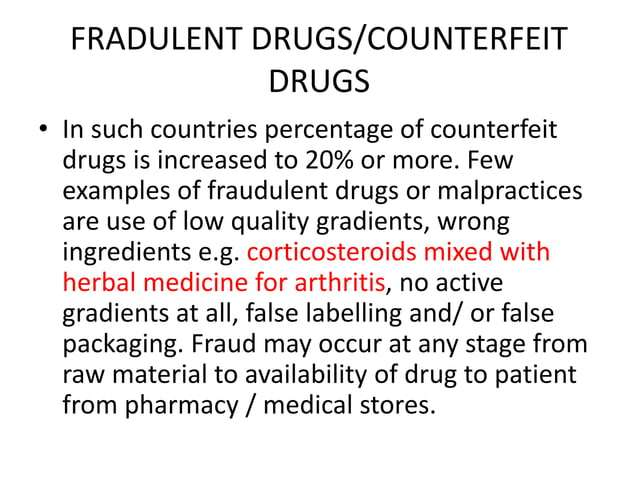 FRADULENT DRUGS/COUNTERFEIT
DRUGS
• In such countries percentage of counterfeit
drugs is increased to 20% or more. Few
examples of fraudulent drugs or malpractices
are use of low quality gradients, wrong
ingredients e.g. corticosteroids mixed with
herbal medicine for arthritis, no active
gradients at all, false labelling and/ or false
packaging. Fraud may occur at any stage from
raw material to availability of drug to patient
from pharmacy / medical stores.